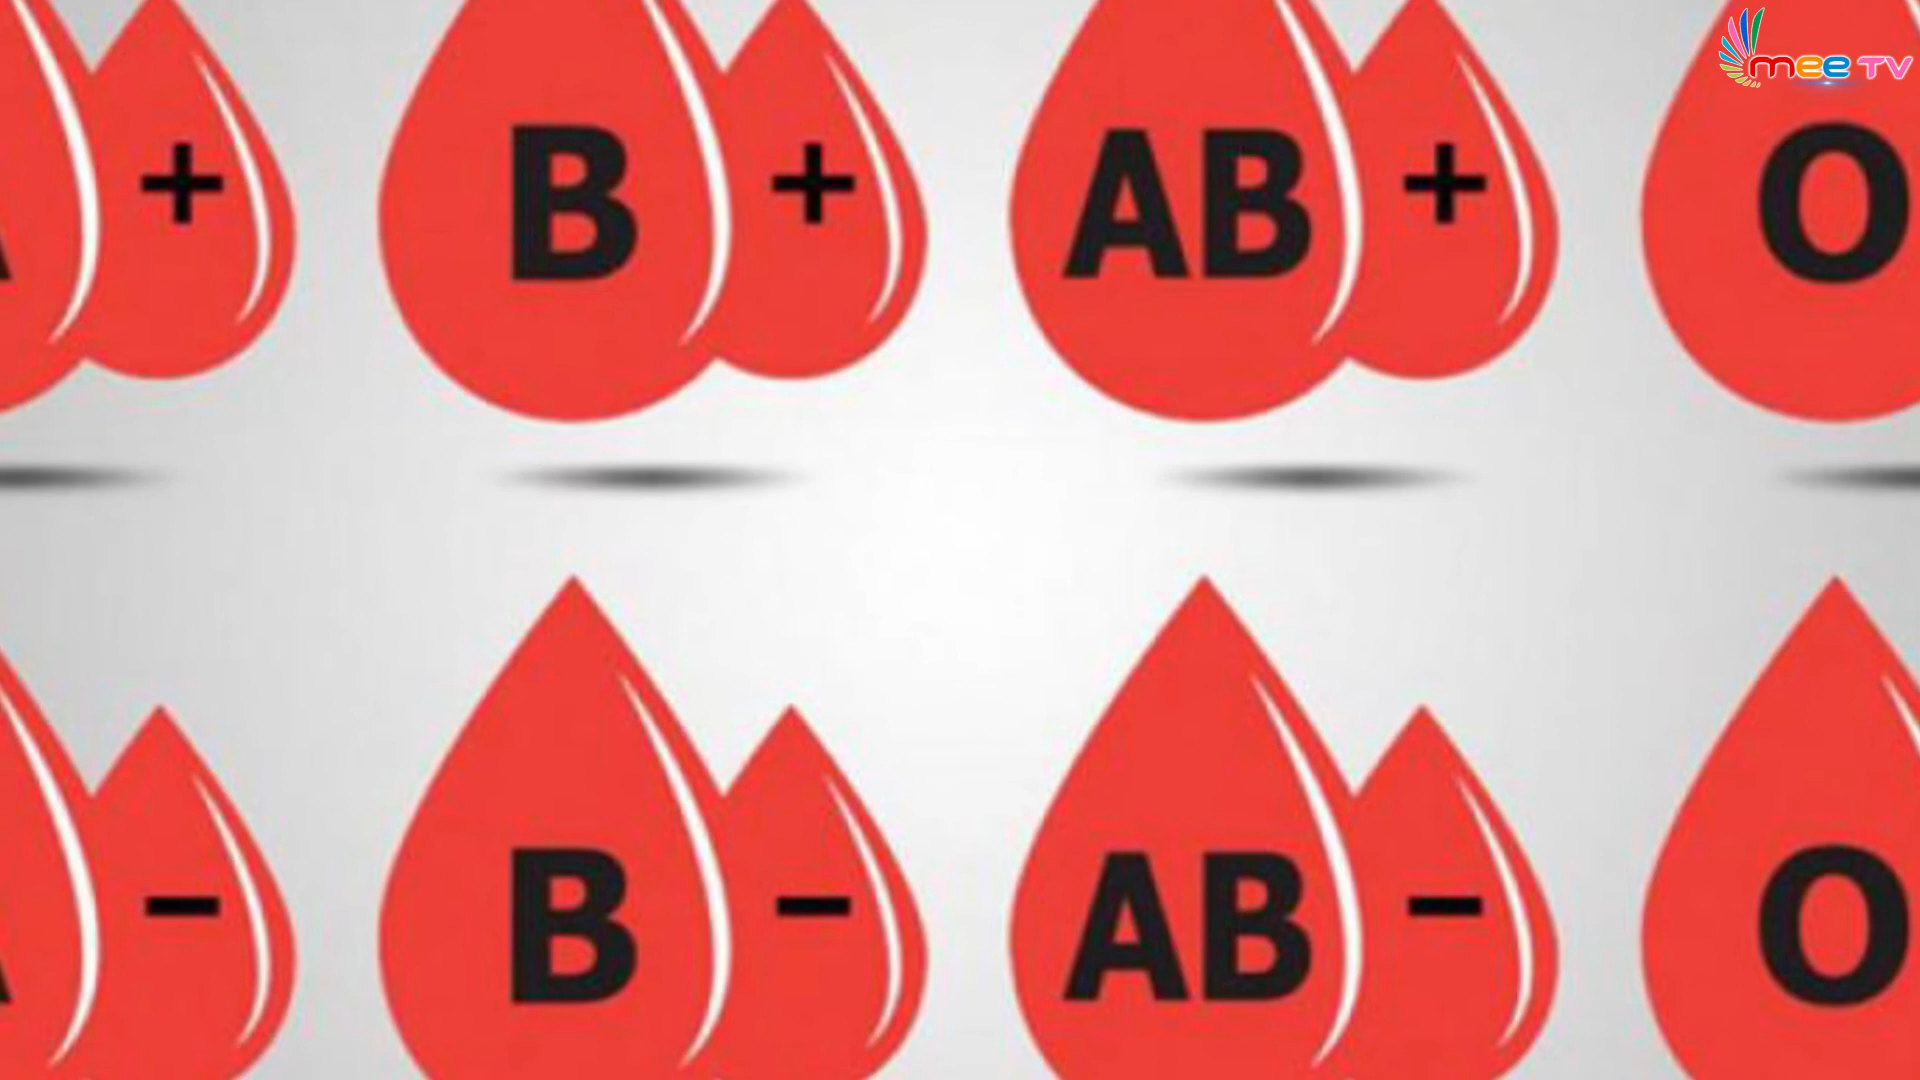 mee TV
A + B + AB + O
A - B - AB - O